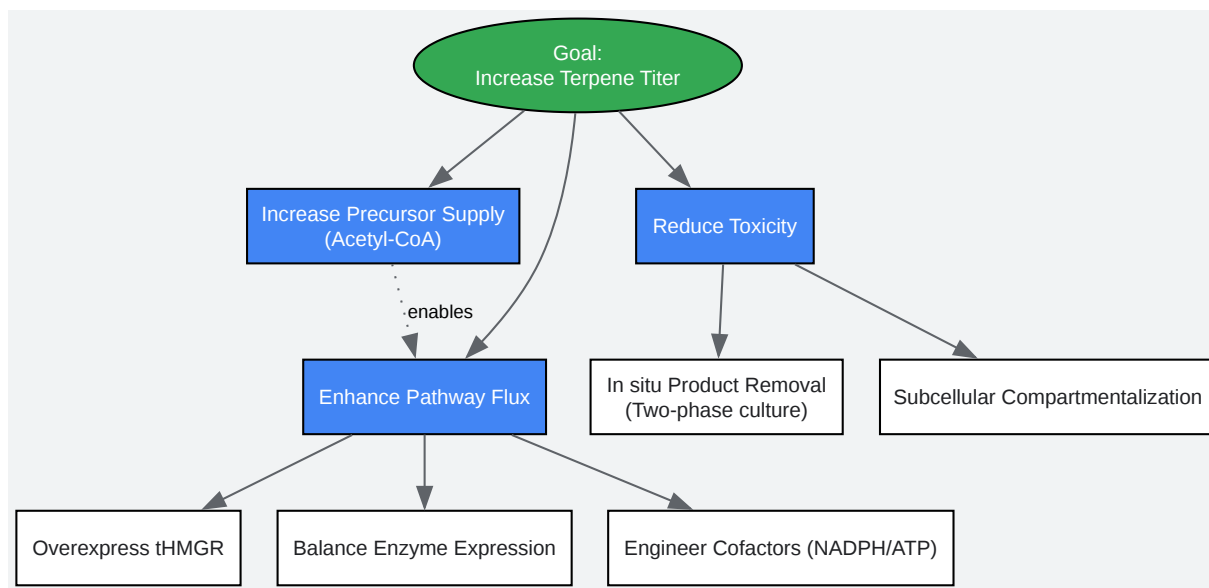 Goal:
Increase Terpene Titer
Increase Precursor Supply
(Acetyl-CoA)
Reduce Toxicity
enables
Enhance Pathway Flux
In situ Product Removal
(Two-phase culture)
Subcellular Compartmentalization
Overexpress tHMGR
Balance Enzyme Expression
Engineer Cofactors (NADPH/ATP)